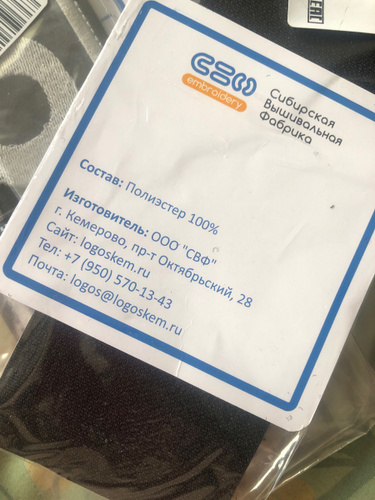 СВФ
embroidery
Сибирская
Вышивальная
Фабрика
Состав: Полиэстер 100%
Изготовитель: ООО "СВФ"
г. Кемерово, пр-т Октябрьский, 28
Сайт: logoskem.ru
Тел: +7 (950) 570-13-43
Почта: logos@logoskem.ru